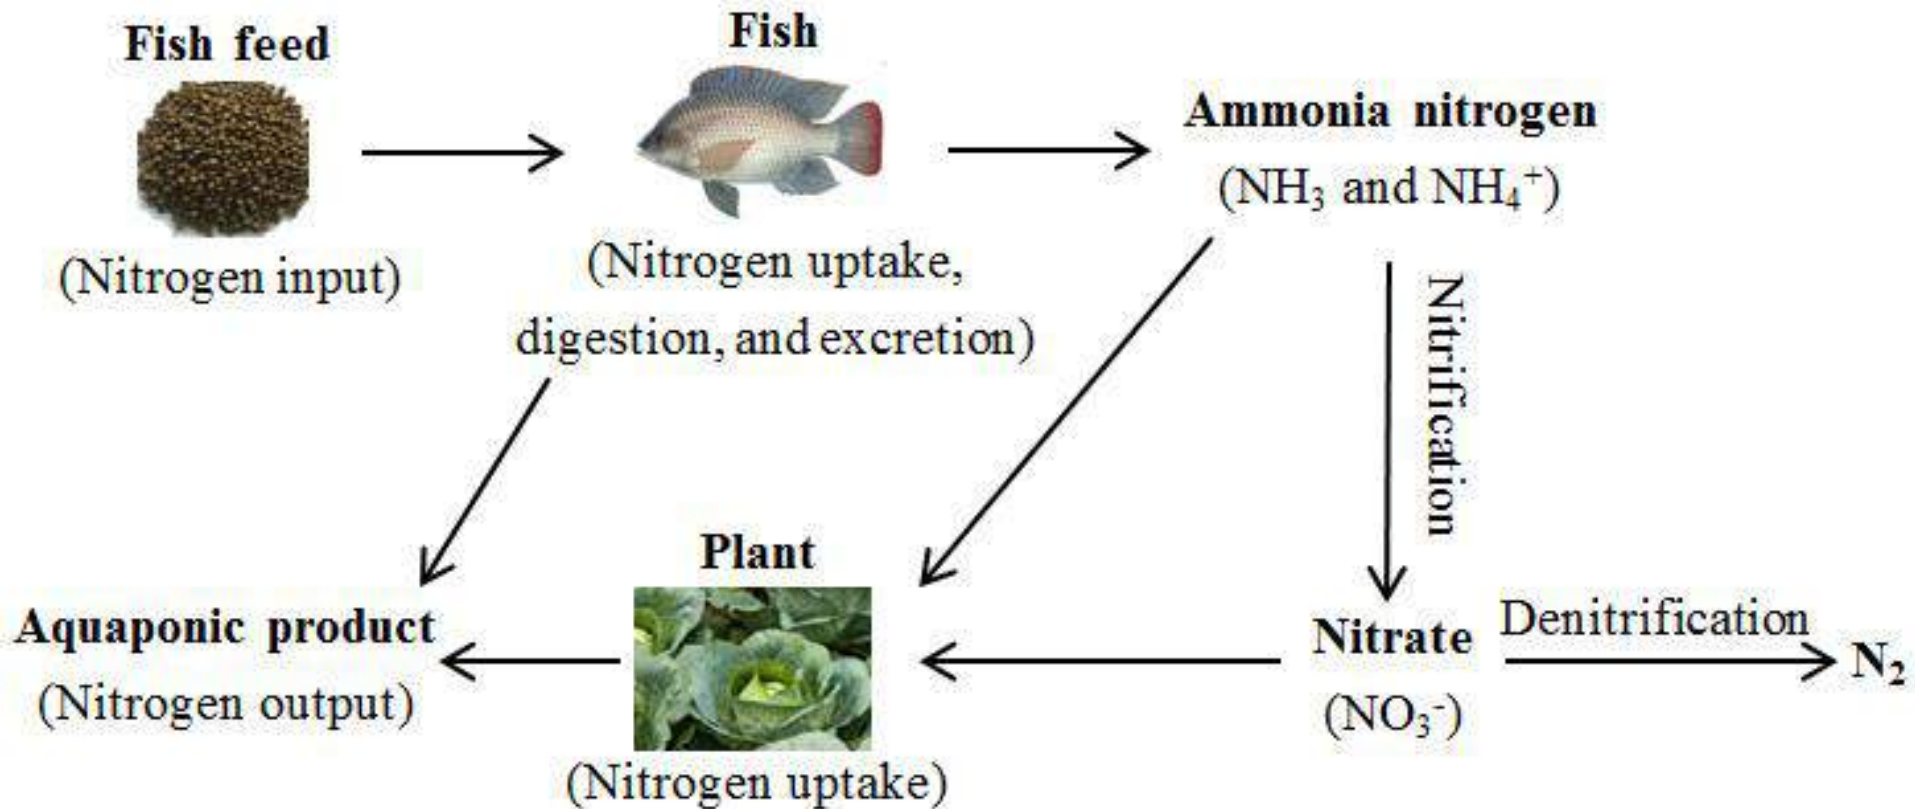 Fish feed
(Nitrogen input)
Fish
(Nitrogen uptake,
digestion, and excretion)
Ammonia nitrogen
(NH₃ and NH₄⁺)
Nitrification
Plant
(Nitrogen uptake)
Aquaponic product
(Nitrogen output)
Nitrate
(NO₃⁻)
Denitrification
N₂